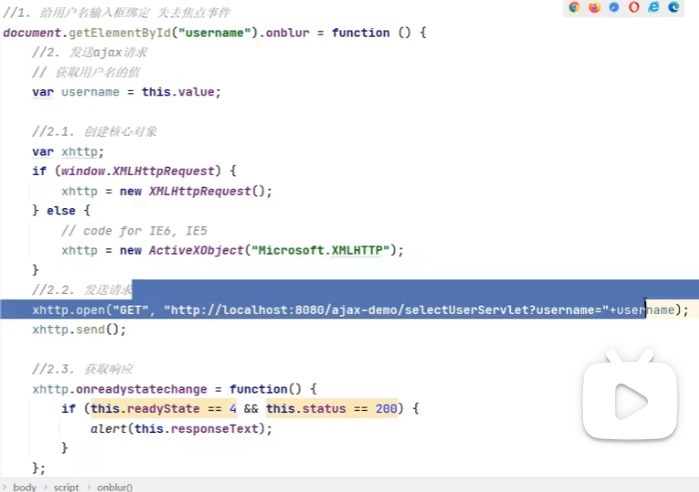 //1. 给用户名输入框绑定 失去焦点事件
document.getElementById("username").onblur = function () {
//2. 发送ajax请求
// 获取用户名的值
var username = this.value;
//2.1. 创建核心对象
var xhttp;
if (window.XMLHttpRequest) {
xhttp = new XMLHttpRequest();
} else {
// code for IE6, IE5
xhttp = new ActiveXObject("Microsoft.XMLHTTP");
}
//2.2. 发送请求
xhttp.open("GET", "http://localhost:8080/ajax-demo/selectUserServlet?username="+username);
xhttp.send();
//2.3. 获取响应
xhttp.onreadystatechange = function() {
if (this.readyState == 4 && this.status == 200) {
alert(this.responseText);
}
};
body › script › onblur()